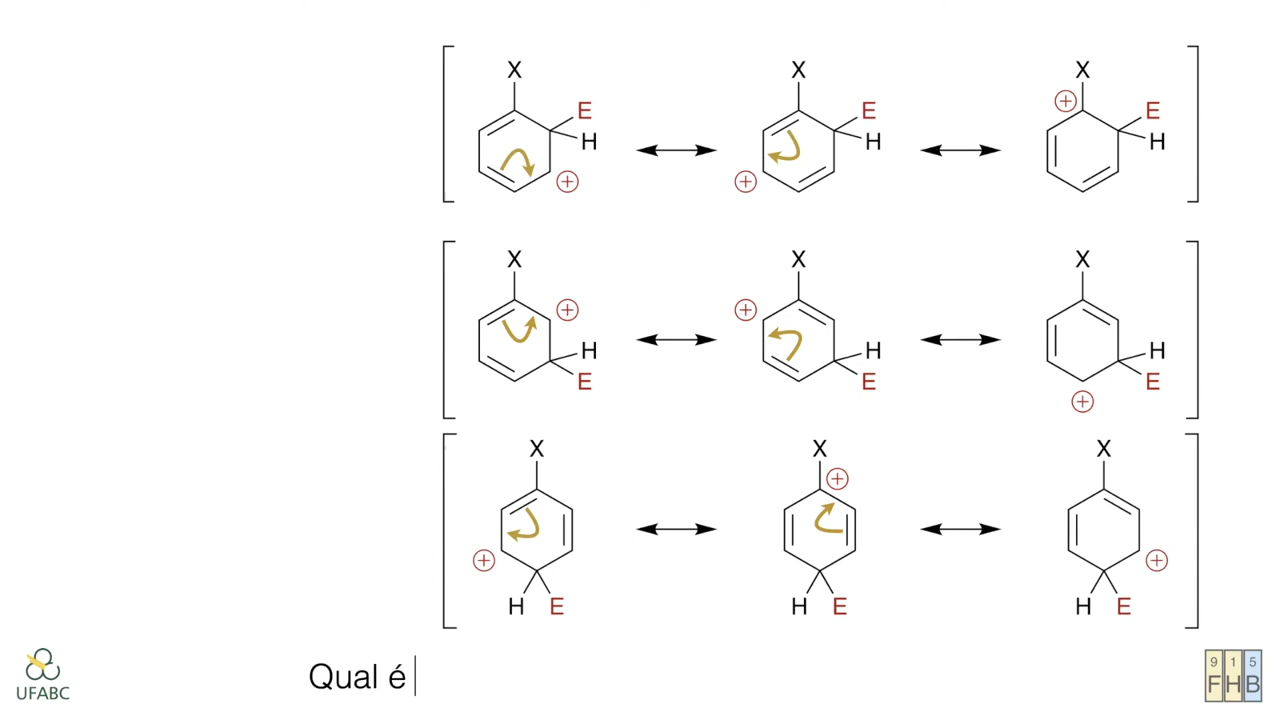 X X X
E E E
H H H
+ + +
X X X
+ +
H H H
E E E
+
X X X
+
+ +
H E H E H E
Qual é
UFABC
9 1 5
F H B